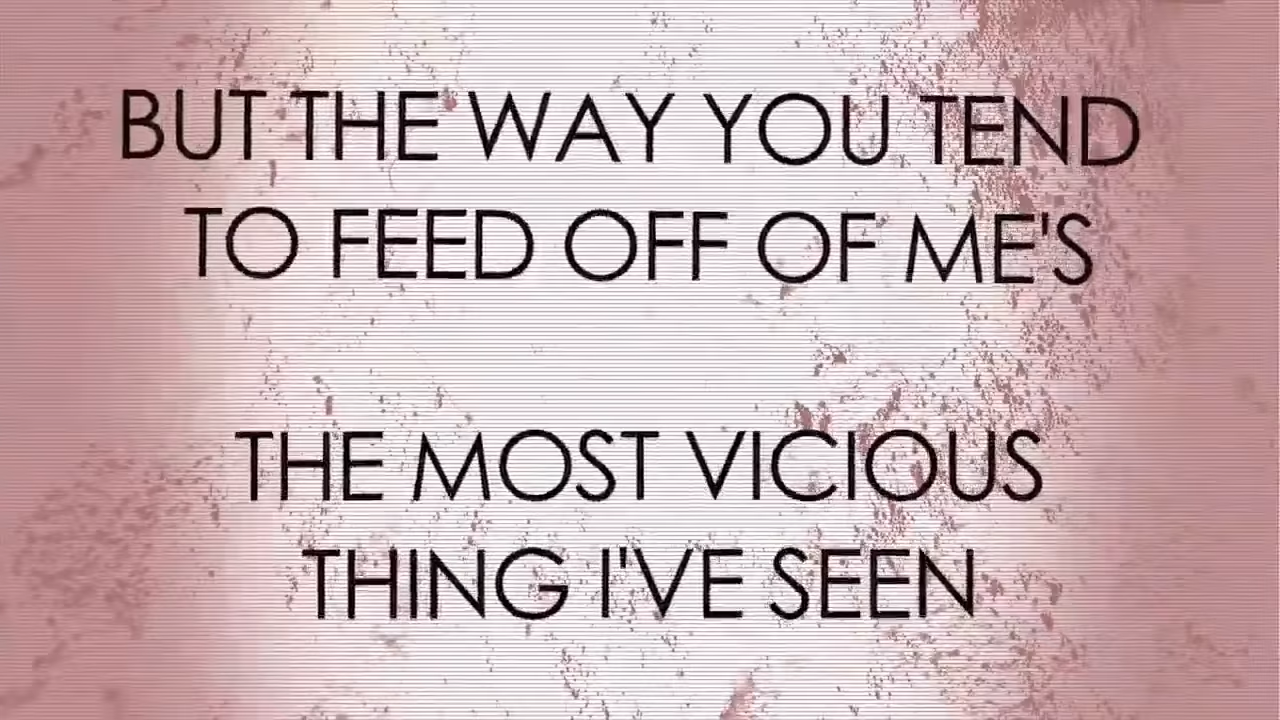 BUT THE WAY YOU TEND
TO FEED OFF OF ME'S
THE MOST VICIOUS
THING I'VE SEEN